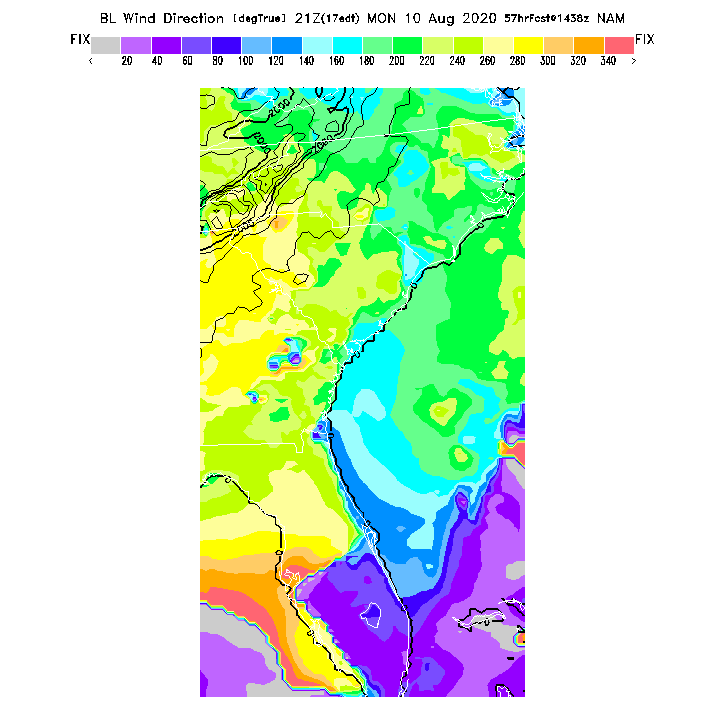 BL Wind Direction [degTrue] 21Z(17edt) MON 10 Aug 2020 57hrFcst@1438z NAM
FIX FIX
< 20 40 60 80 100 120 140 160 180 200 220 240 260 280 300 320 340 >
2000